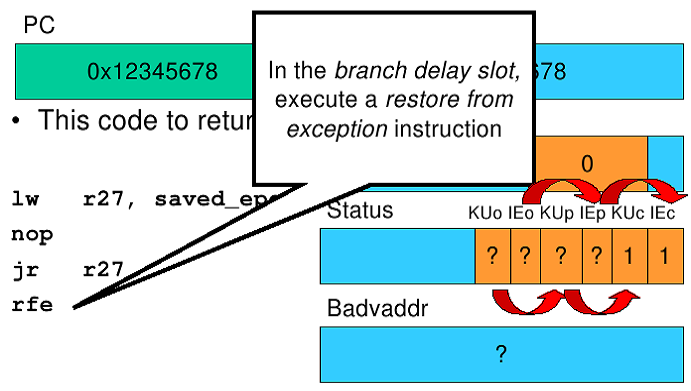 PC
0x12345678
678
In the branch delay slot,
execute a restore from
exception instruction
• This code to retur
0
lw r27, saved_epc
nop
jr r27
rfe
Status
KUo IEo KUp IEp KUc IEc
? ? ? ? 1 1
Badvaddr
?